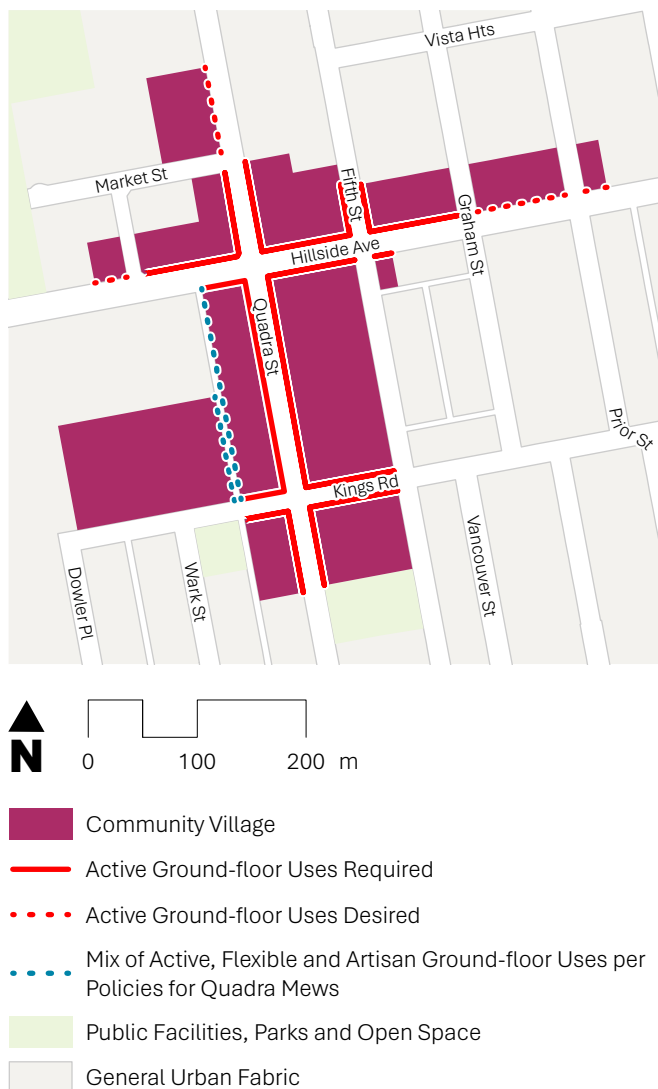 Vista Hts
Market St
Fifth St
Graham St
Hillside Ave
Quadra St
Prior St
Kings Rd
Dowler Pl
Wark St
Vancouver St
N
0 100 200 m
Community Village
Active Ground-floor Uses Required
Active Ground-floor Uses Desired
Mix of Active, Flexible and Artisan Ground-floor Uses per
Policies for Quadra Mews
Public Facilities, Parks and Open Space
General Urban Fabric